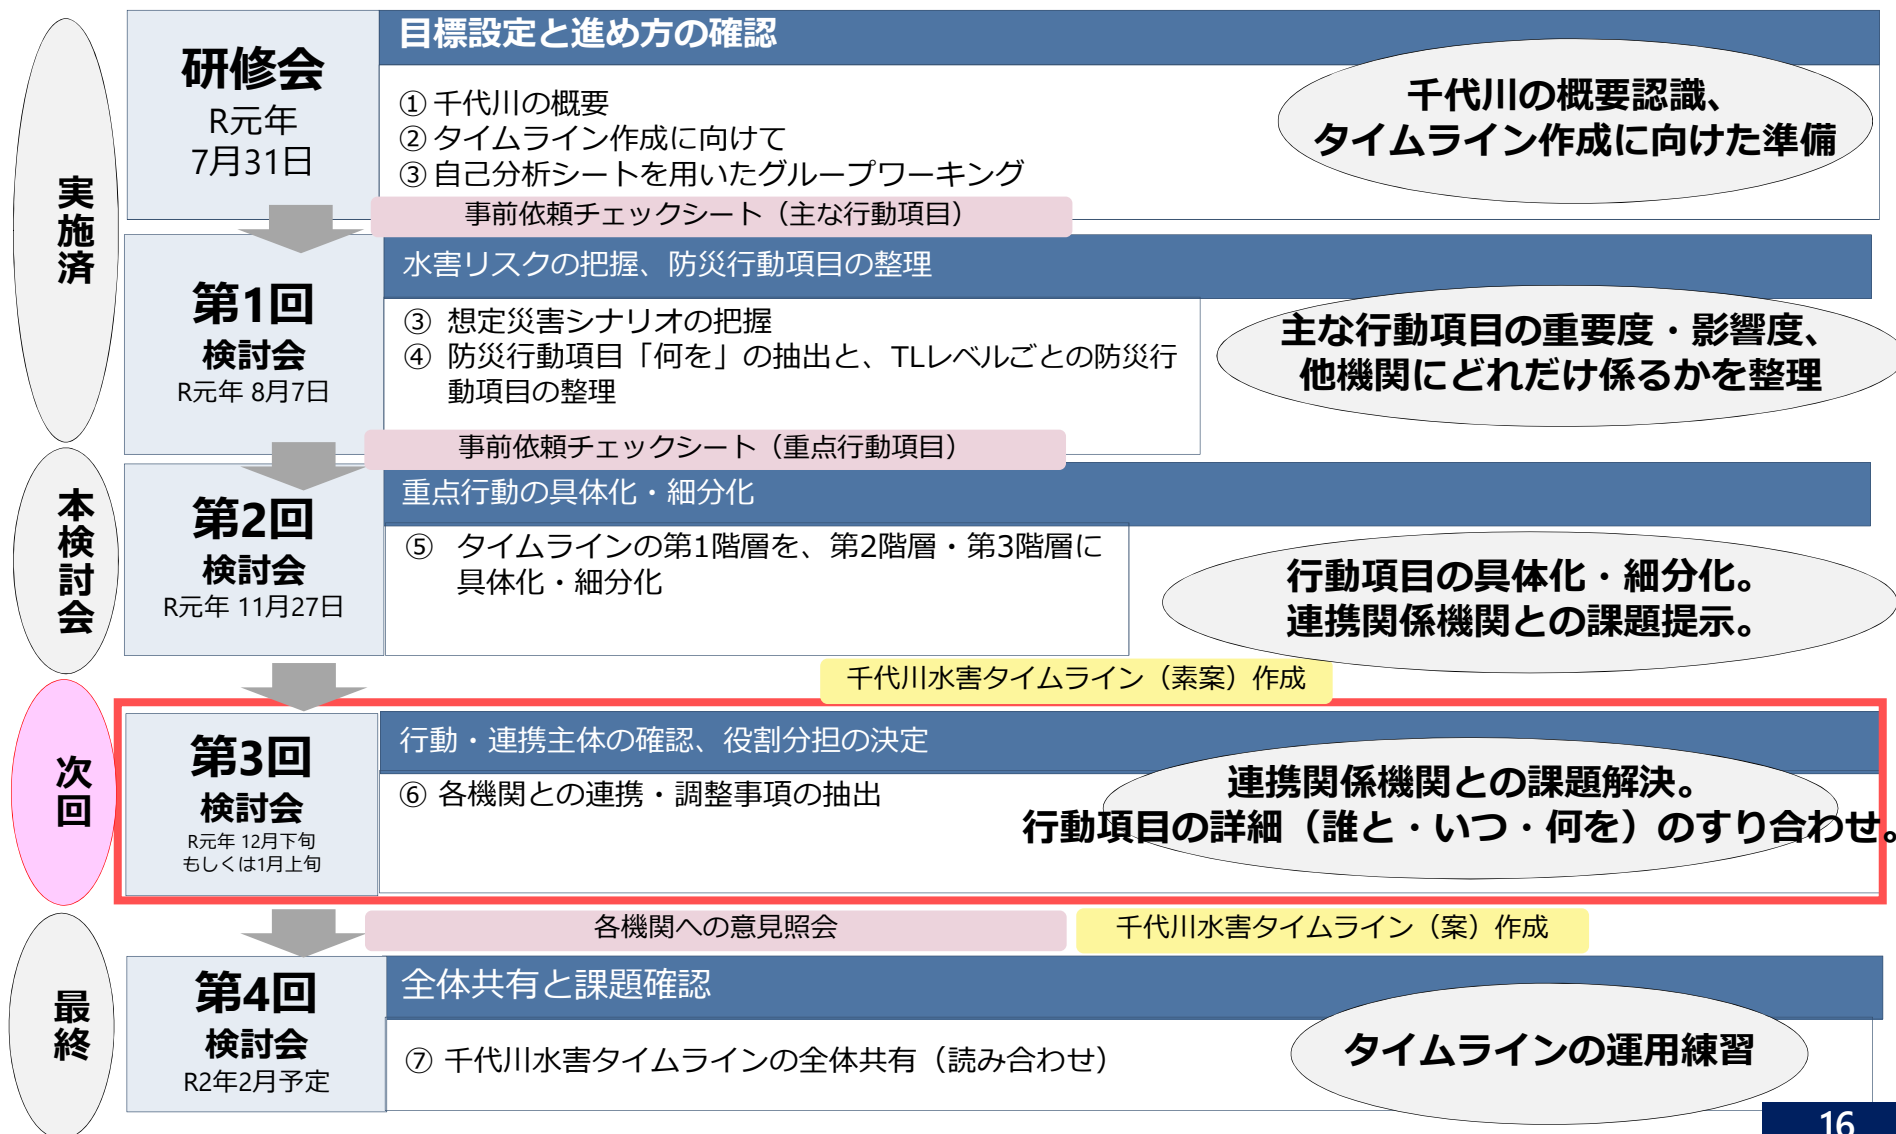 実施済
研修会
R元年
7月31日
目標設定と進め方の確認
① 千代川の概要
② タイムライン作成に向けて
③ 自己分析シートを用いたグループワーキング
千代川の概要認識、
タイムライン作成に向けた準備
事前依頼チェックシート（主な行動項目）
第1回
検討会
R元年 8月7日
水害リスクの把握、防災行動項目の整理
③ 想定災害シナリオの把握
④ 防災行動項目「何を」の抽出と、TLレベルごとの防災行
動項目の整理
主な行動項目の重要度・影響度、
他機関にどれだけ係るかを整理
事前依頼チェックシート（重点行動項目）
本検討会
第2回
検討会
R元年 11月27日
重点行動の具体化・細分化
⑤ タイムラインの第1階層を、第2階層・第3階層に
具体化・細分化
行動項目の具体化・細分化。
連携関係機関との課題提示。
千代川水害タイムライン（素案）作成
次回
第3回
検討会
R元年 12月下旬
もしくは1月上旬
行動・連携主体の確認、役割分担の決定
⑥ 各機関との連携・調整事項の抽出
連携関係機関との課題解決。
行動項目の詳細（誰と・いつ・何を）のすり合わせ。
各機関への意見照会
千代川水害タイムライン（案）作成
最終
第4回
検討会
R2年2月予定
全体共有と課題確認
⑦ 千代川水害タイムラインの全体共有（読み合わせ）
タイムラインの運用練習
16